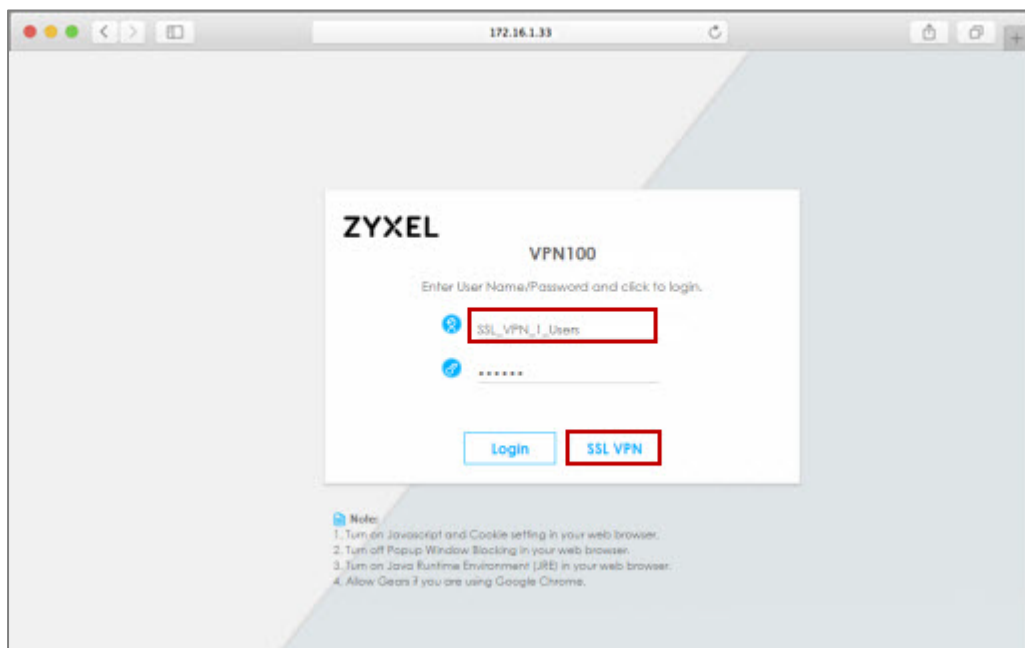 172.16.1.33
ZYXEL
VPN100
Enter User Name/Password and click to login.
SSL_VPN_1_Users
Login
SSL VPN
Note:
1. Turn on Javascript and Cookie setting in your web browser.
2. Turn off Popup Window Blocking in your web browser.
3. Turn on Java Runtime Environment (JRE) in your web browser.
4. Allow Gears if you are using Google Chrome.